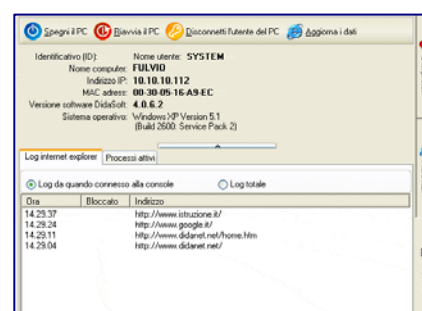 Spegni il PC Riavvia il PC Disconnetti l'utente del PC Aggiorna i dati
Identificativo (ID): Nome utente: SYSTEM
Nome computer: FULVIO
Indirizzo IP: 10.10.10.112
MAC adress: 00-30-05-16-A9-EC
Versione software DidaSoft: 4.0.6.2
Sistema operativo: Windows XP Version 5.1
(Build 2600: Service Pack 2)
Log internet explorer Processi attivi
Log da quando connesso alla console Log totale
Ora Bloccato Indirizzo
14.29.37 http://www.istruzione.it/
14.29.24 http://www.google.it/
14.29.11 http://www.didanet.net/home.htm
14.29.04 http://www.didanet.net/